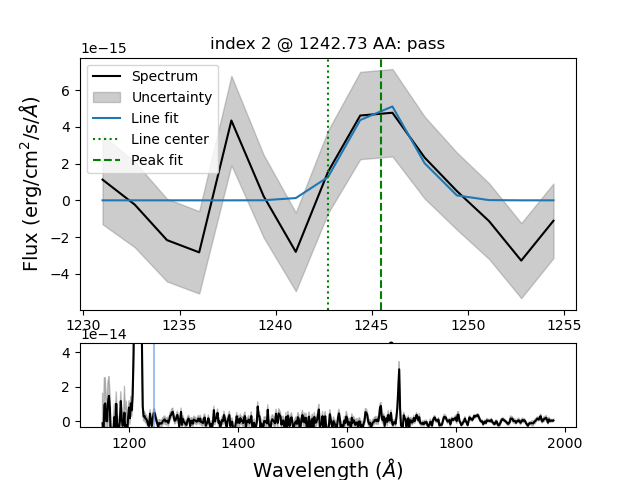 index 2 @ 1242.73 AA: pass
1e−15
Flux (erg/cm²/s/Å)
6
4
2
0
−2
−4
Spectrum
Uncertainty
Line fit
Line center
Peak fit
1230 1235 1240 1245 1250 1255
1e−14
4
2
0
1200 1400 1600 1800 2000
Wavelength (Å)